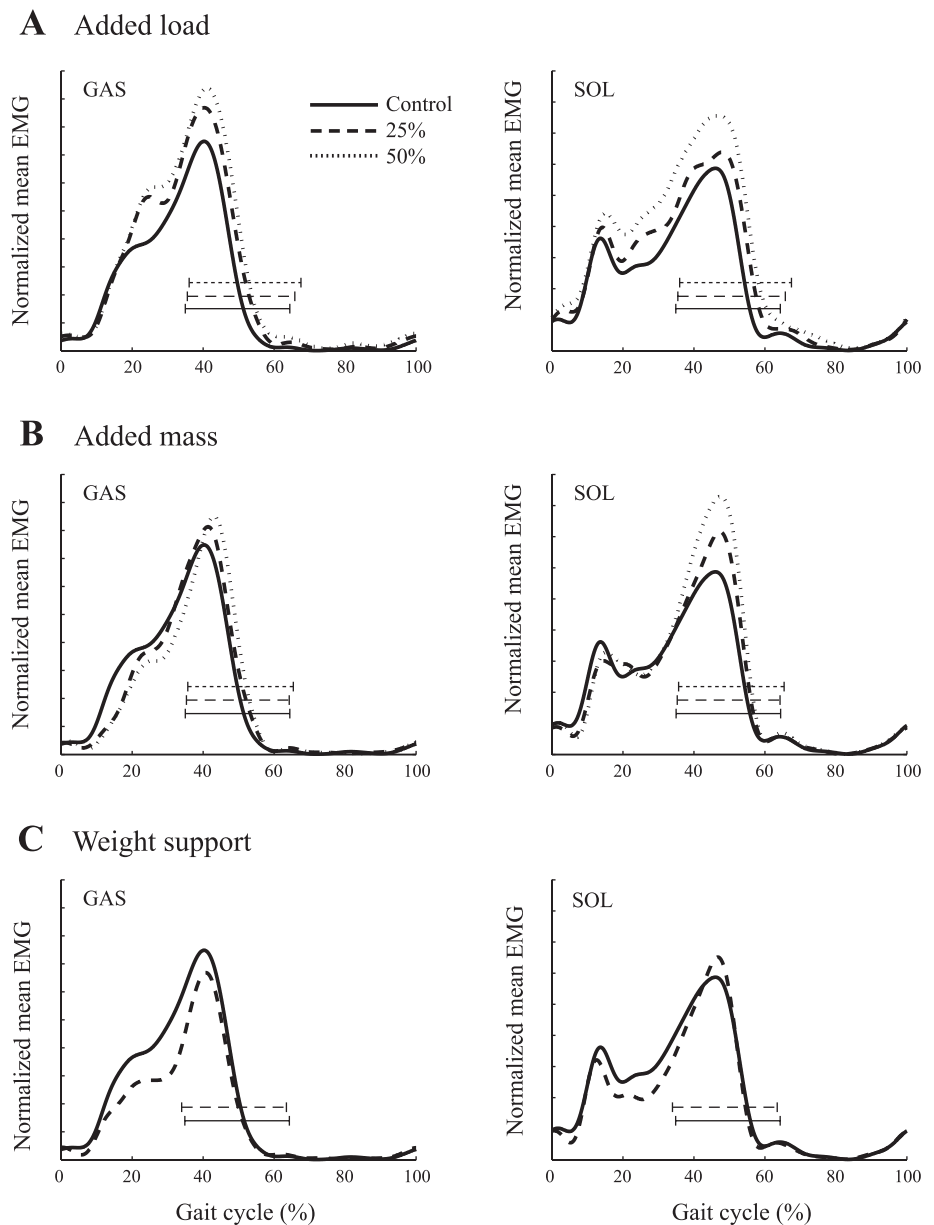 A Added load
GAS
SOL
Control
25%
50%
Normalized mean EMG
Normalized mean EMG
0 20 40 60 80 100
0 20 40 60 80 100
B Added mass
GAS
SOL
Normalized mean EMG
Normalized mean EMG
0 20 40 60 80 100
0 20 40 60 80 100
C Weight support
GAS
SOL
Normalized mean EMG
Normalized mean EMG
0 20 40 60 80 100
0 20 40 60 80 100
Gait cycle (%)
Gait cycle (%)